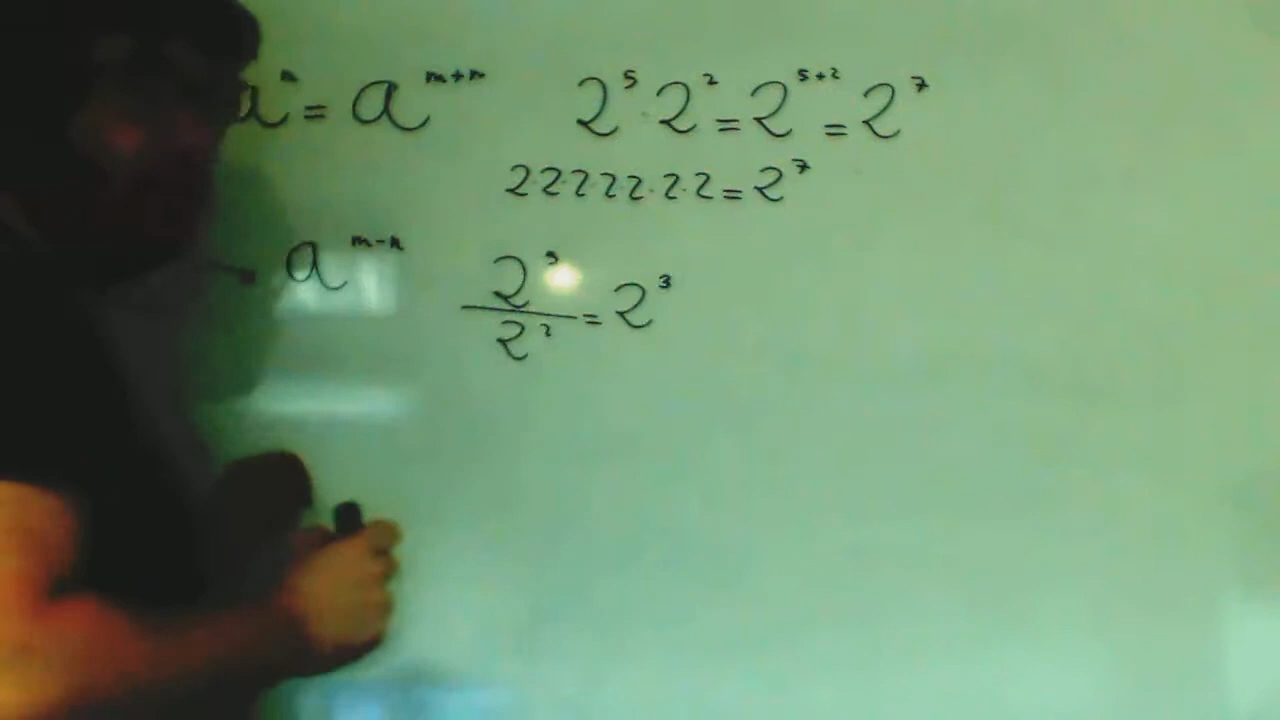 aⁿ = a^{m+n} 2⁵·2² = 2^{5+2} = 2⁷
2·2·2·2·2·2·2 = 2⁷
a^{m-n} 2⁵/2² = 2³